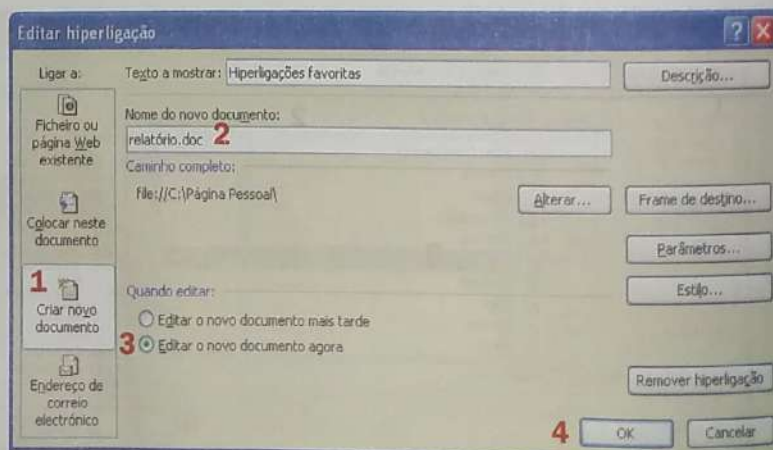 Editar hiperligação
Ligar a:
Texto a mostrar: Hiperligações favoritas
Descrição...
Ficheiro ou
página Web
existente
Nome do novo documento:
relatório.doc 2
Caminho completo:
file://C:\Página Pessoal\
Alterar...
Frame de destino...
Colocar neste
documento
Parâmetros...
1
Criar novo
documento
Quando editar:
Estilo...
Editar o novo documento mais tarde
3 Editar o novo documento agora
Endereço de
correio
electrónico
Remover hiperligação
4 OK
Cancelar